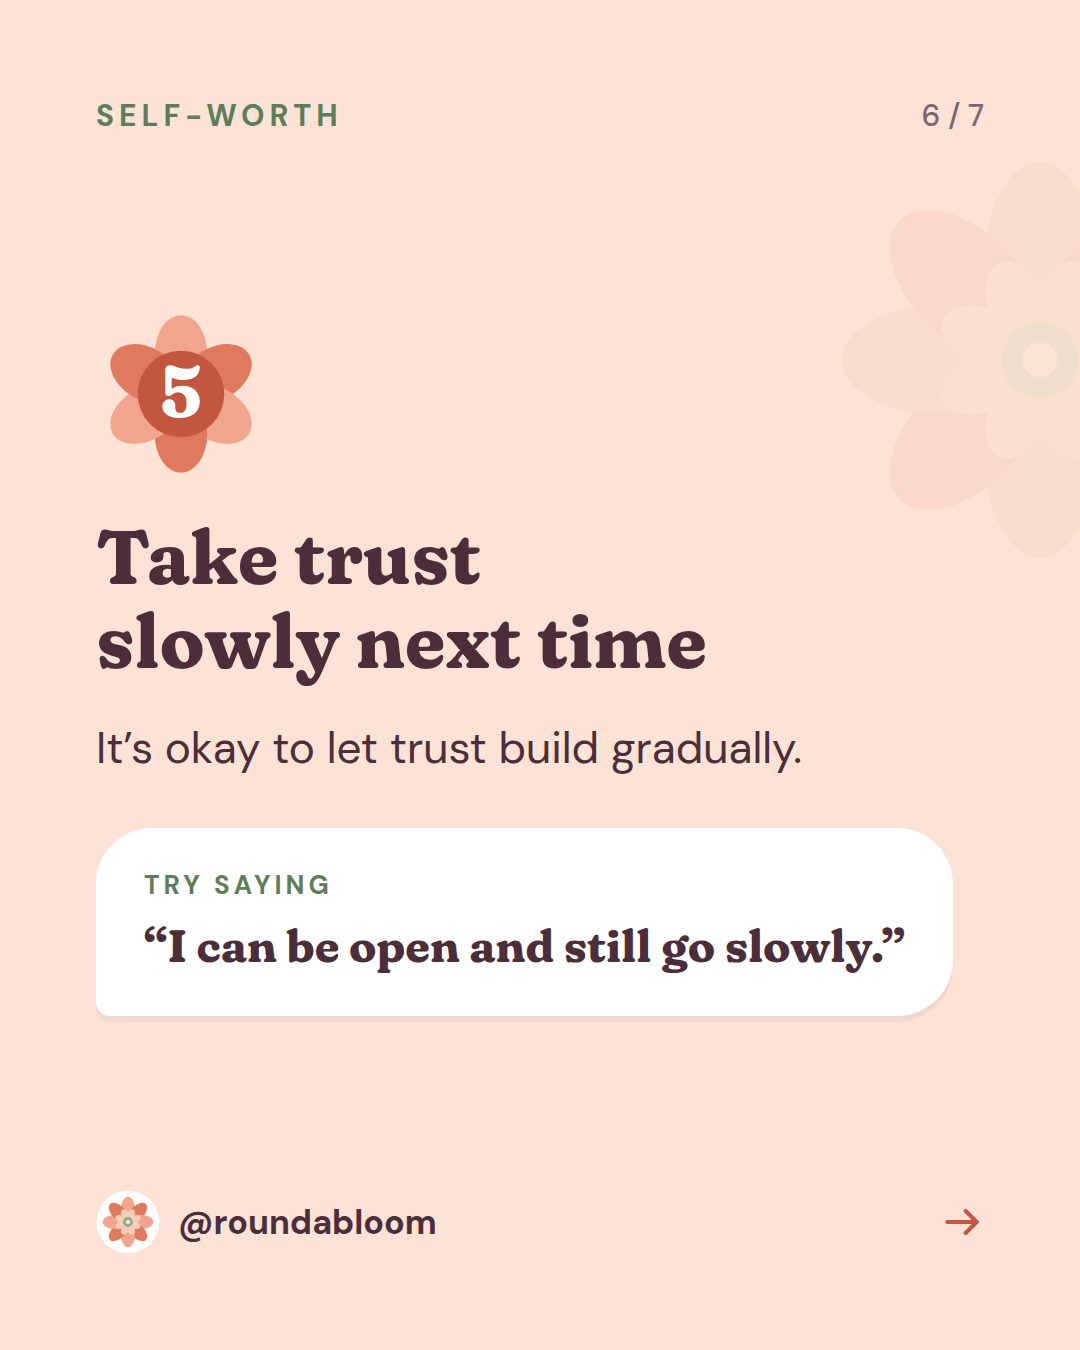 SELF-WORTH
6 / 7
5
Take trust
slowly next time
It’s okay to let trust build gradually.
TRY SAYING
“I can be open and still go slowly.”
@roundabloom